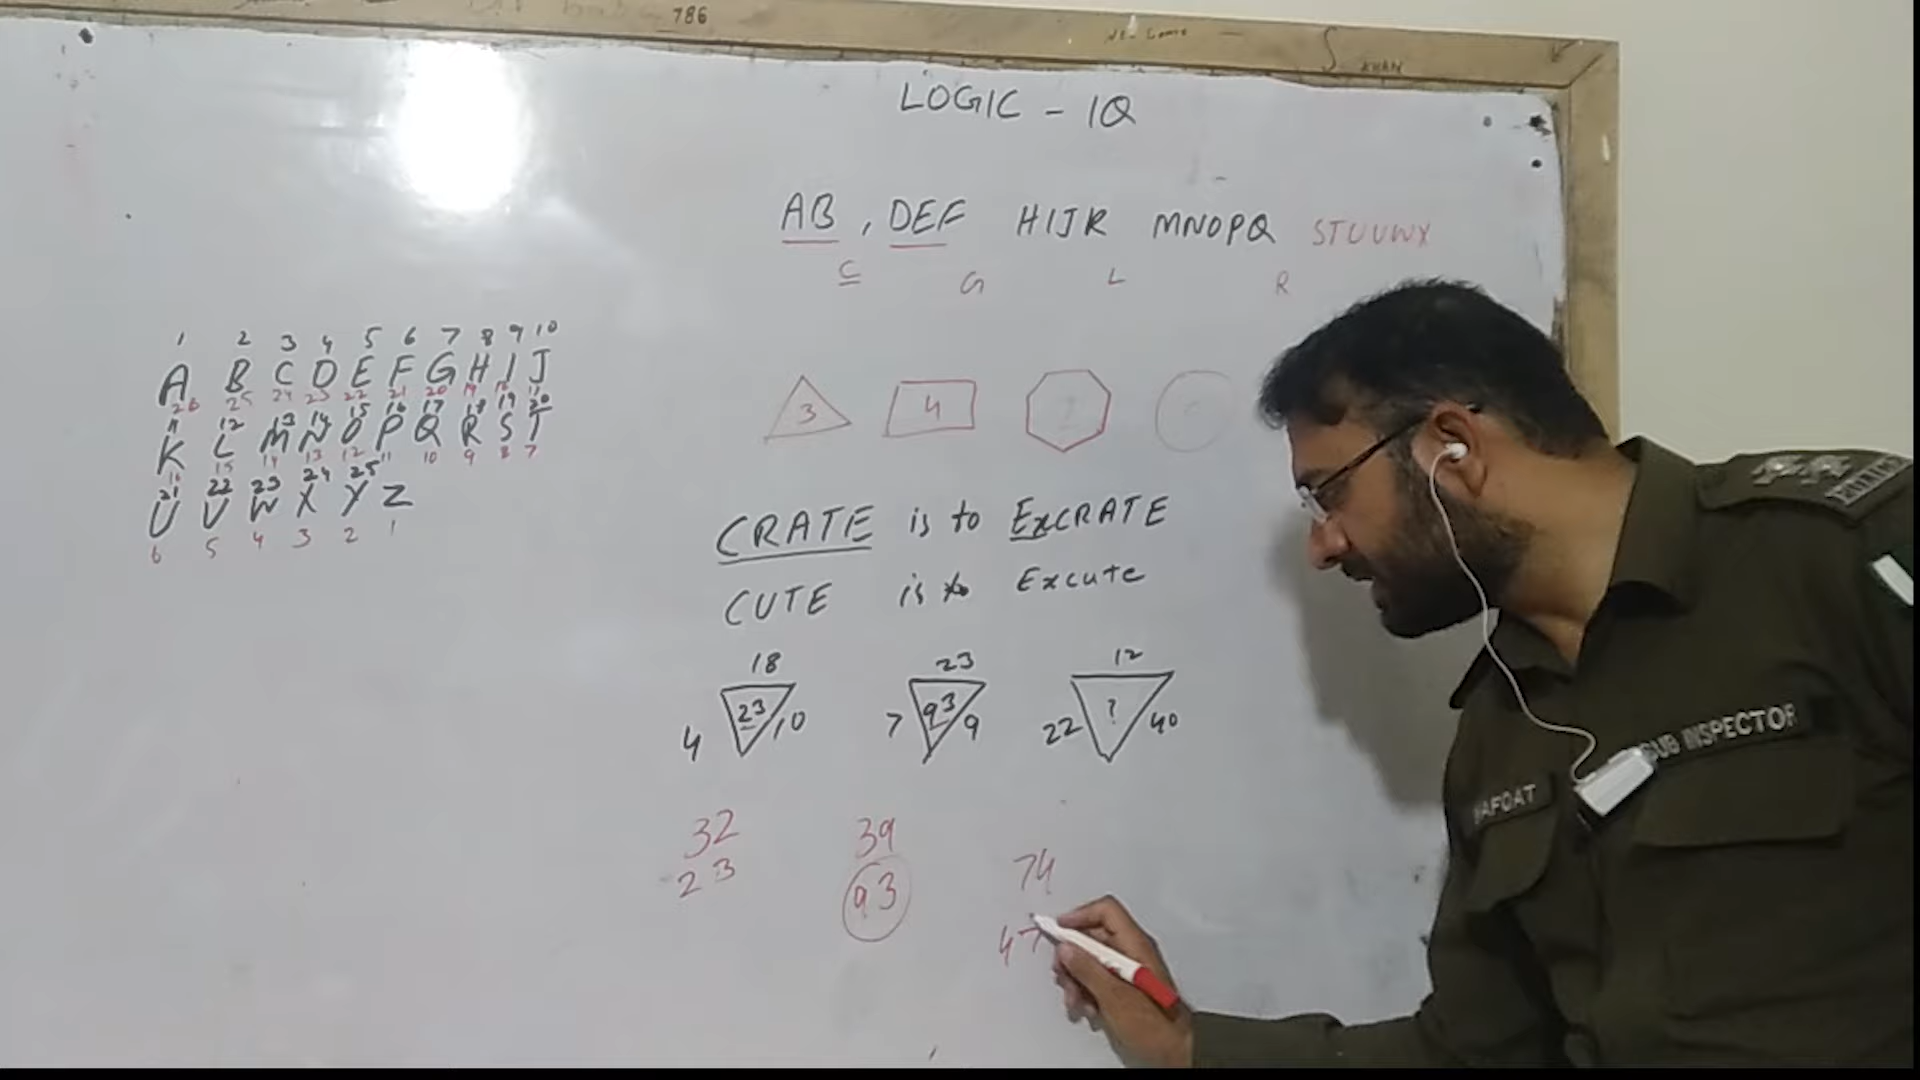 786
KHAN
LOGIC - IQ
AB, DEF HIJK MNOPQ STUVWX
C G L R
1 2 3 4 5 6 7 8 9 10
A B C D E F G H I J
26 25 24 23 22 21 20 19 18 17
11 12 13 14 15 16 17 18 19 20
K L M N O P Q R S T
16 15 14 13 12 11 10 9 8 7
21 22 23 24 25
U V W X Y Z
6 5 4 3 2 1
3 4
CRATE is to ExCRATE
CUTE is to Excute
18 23 12
4 23 10 7 93 9 22 ? 40
32 39 74
23 93 47
SUB INSPECTOR